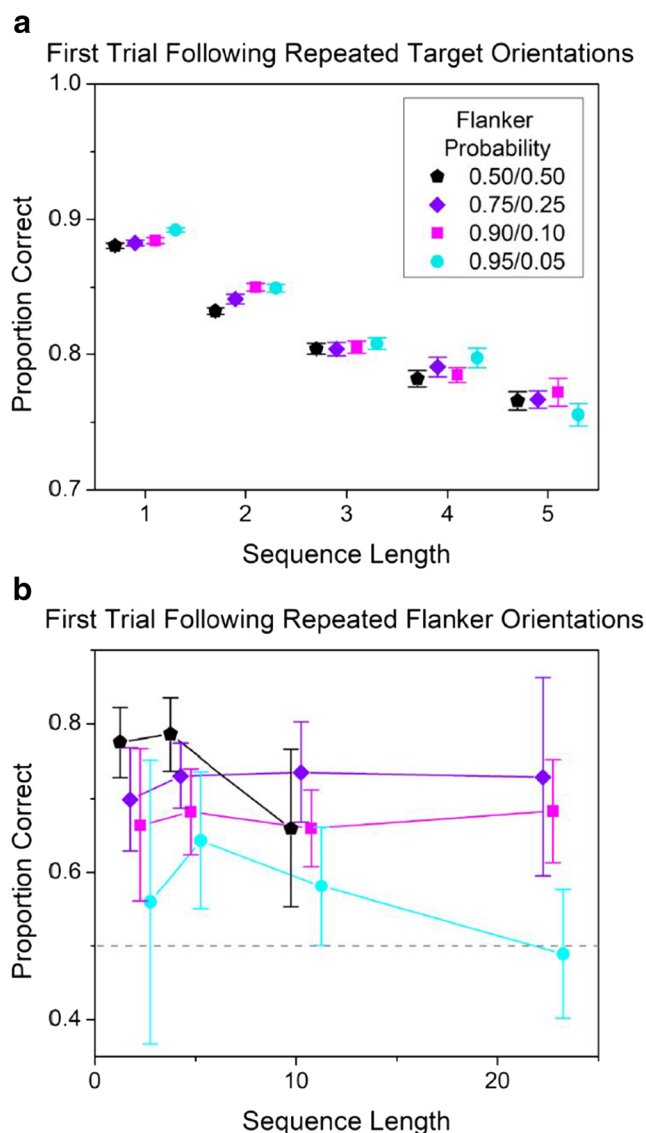 a
First Trial Following Repeated Target Orientations
1.0
0.9
0.8
0.7
Proportion Correct
Flanker
Probability
0.50/0.50
0.75/0.25
0.90/0.10
0.95/0.05
1 2 3 4 5
Sequence Length
b
First Trial Following Repeated Flanker Orientations
0.8
0.6
0.4
Proportion Correct
0 10 20
Sequence Length